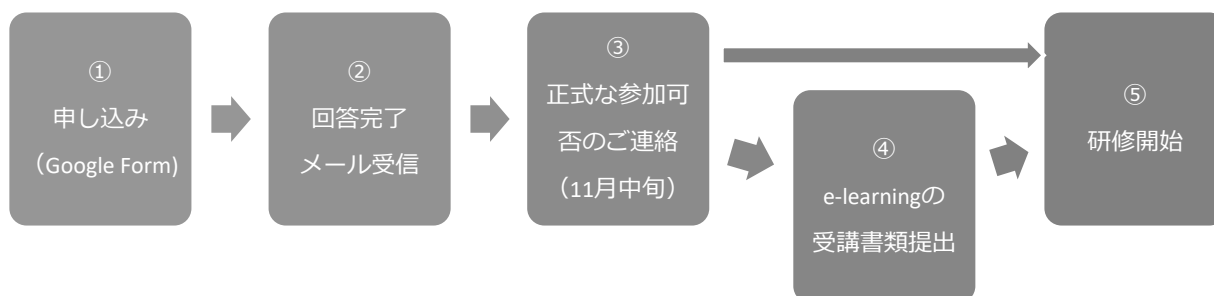 ①
申し込み
（Google Form)
②
回答完了
メール受信
③
正式な参加可
否のご連絡
（11月中旬）
④
e-learningの
受講書類提出
⑤
研修開始